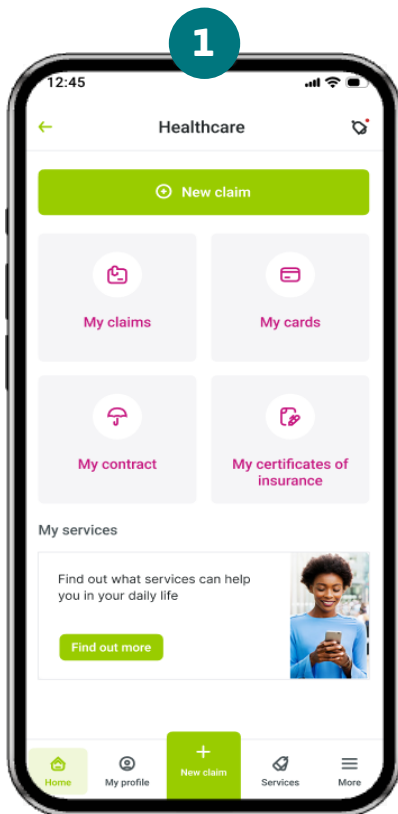 1
12:45
Healthcare
New claim
My claims
My cards
My contract
My certificates of
insurance
My services
Find out what services can help
you in your daily life
Find out more
Home
My profile
New claim
Services
More